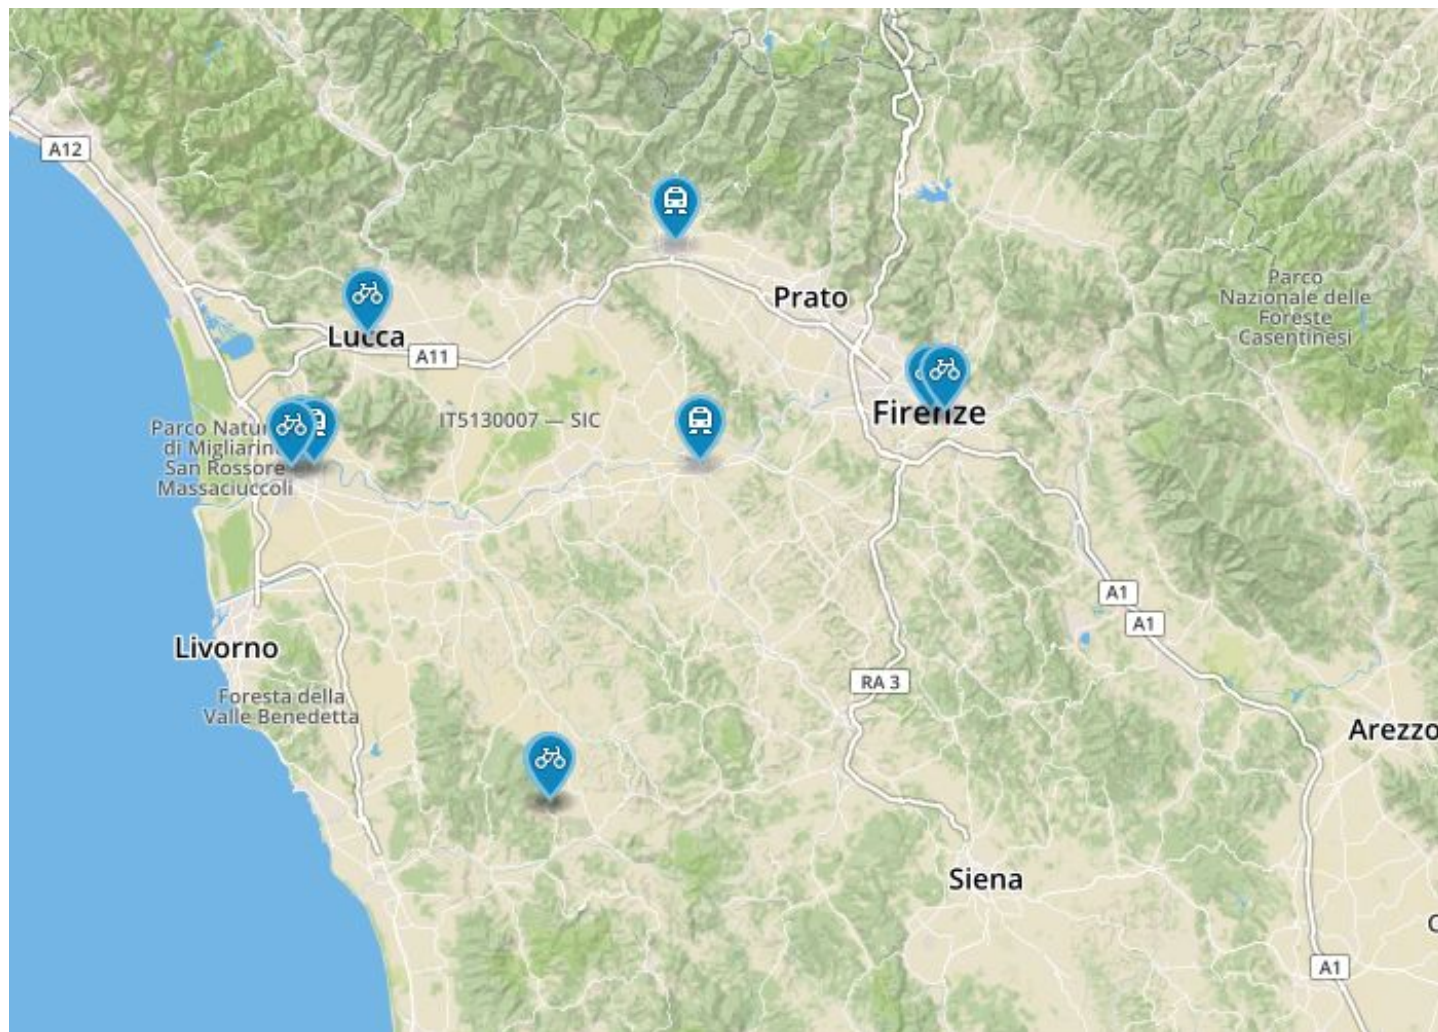 A12
Parco
Nazionale delle
Foreste
Casentinesi
Prato
Lucca
A11
Firenze
IT5130007 — SIC
Parco Natur
di Migliarin
San Rossore
Massaciuccoli
A1
A1
Livorno
RA 3
Foresta della
Valle Benedetta
Arezzo
Siena
A1